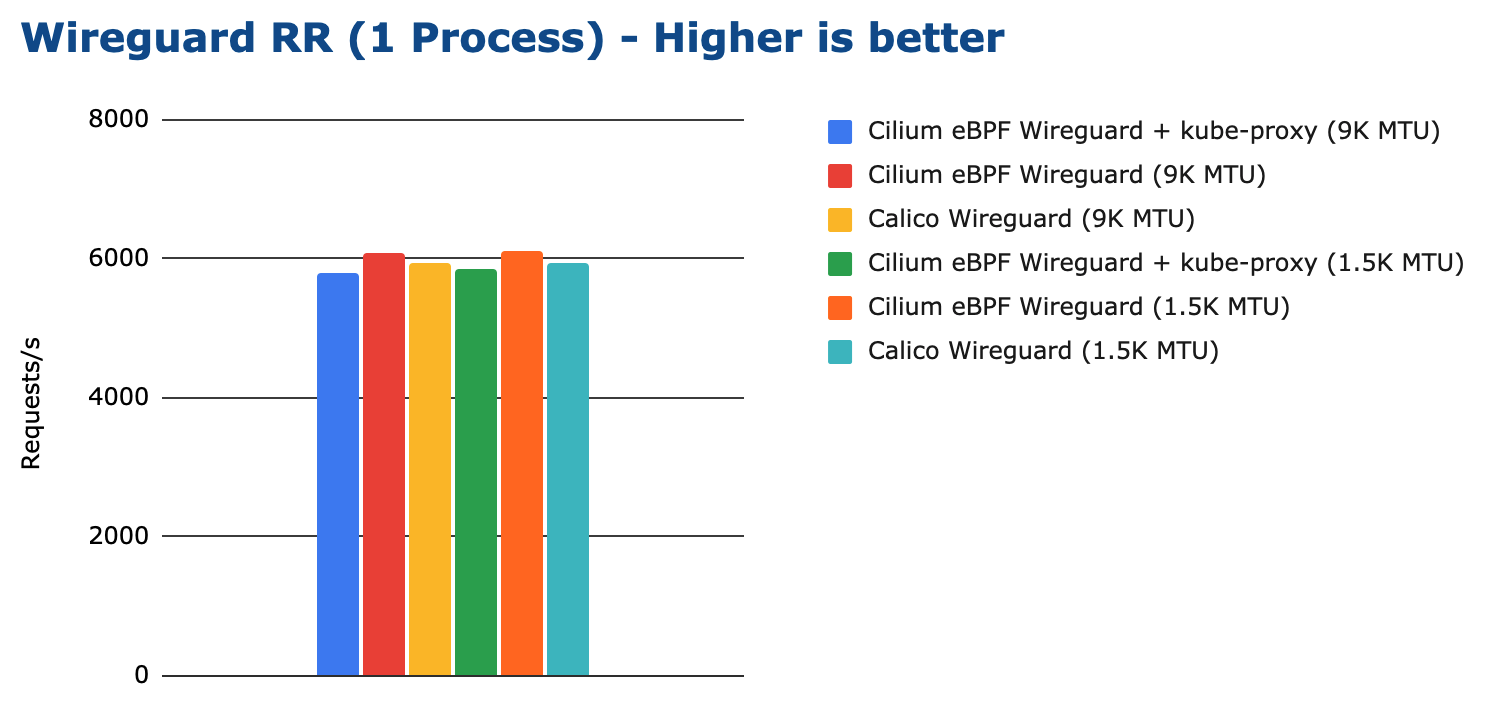 Wireguard RR (1 Process) - Higher is better
8000
6000
4000
2000
0
Requests/s
Cilium eBPF Wireguard + kube-proxy (9K MTU)
Cilium eBPF Wireguard (9K MTU)
Calico Wireguard (9K MTU)
Cilium eBPF Wireguard + kube-proxy (1.5K MTU)
Cilium eBPF Wireguard (1.5K MTU)
Calico Wireguard (1.5K MTU)